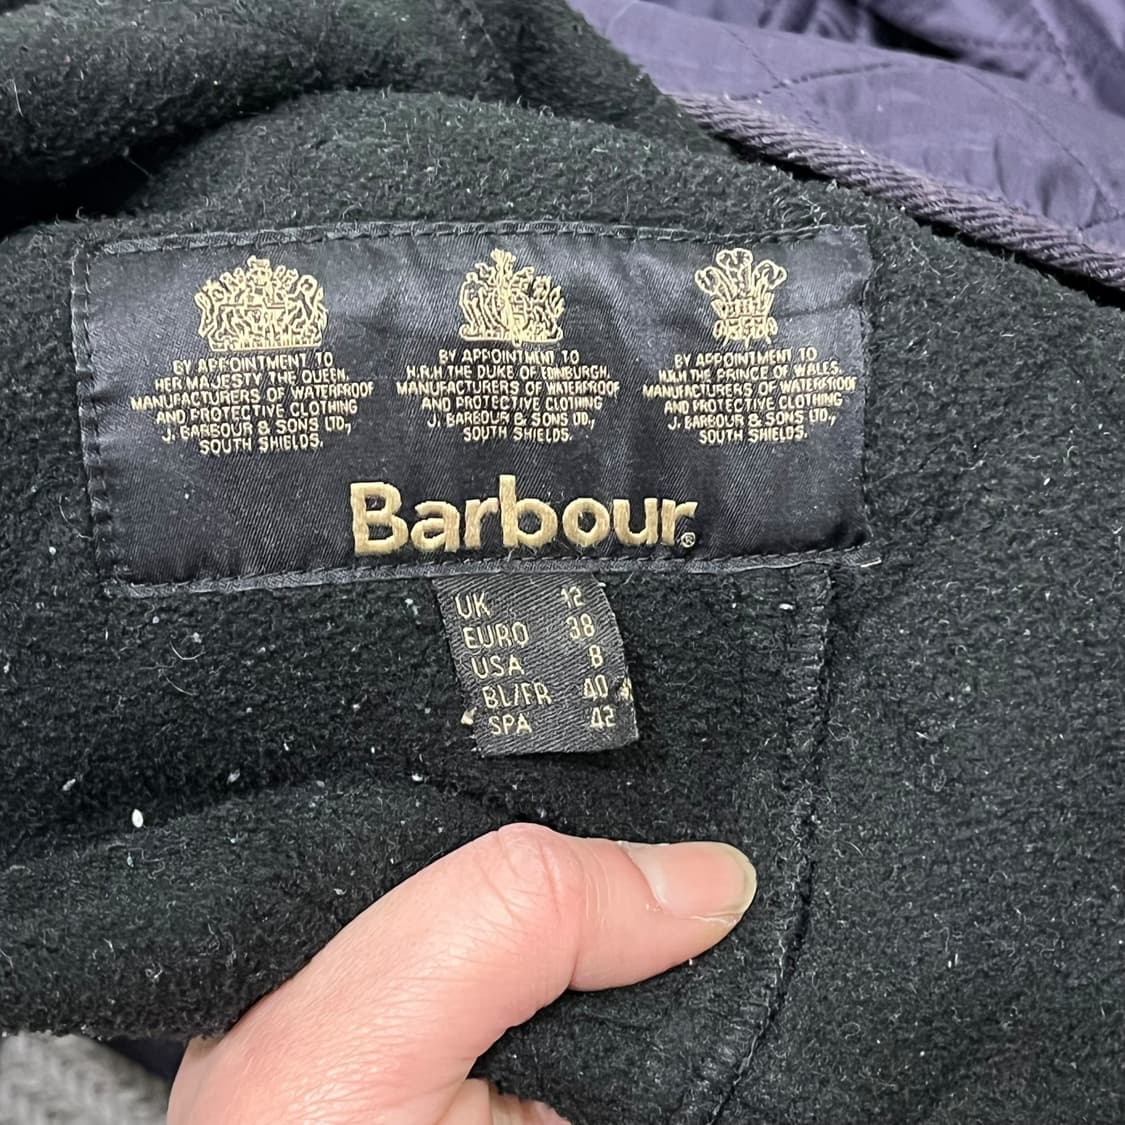 BY APPOINTMENT TO
HER MAJESTY THE QUEEN,
MANUFACTURERS OF WATERPROOF
AND PROTECTIVE CLOTHING
J. BARBOUR & SONS LTD.,
SOUTH SHIELDS.
BY APPOINTMENT TO
H.R.H THE DUKE OF EDINBURGH,
MANUFACTURERS OF WATERPROOF
AND PROTECTIVE CLOTHING
J. BARBOUR & SONS LTD.,
SOUTH SHIELDS.
BY APPOINTMENT TO
H.R.H THE PRINCE OF WALES,
MANUFACTURERS OF WATERPROOF
AND PROTECTIVE CLOTHING
J. BARBOUR & SONS LTD.,
SOUTH SHIELDS.
Barbour®
UK 12
EURO 38
USA 8
BL/FR 40
SPA 42